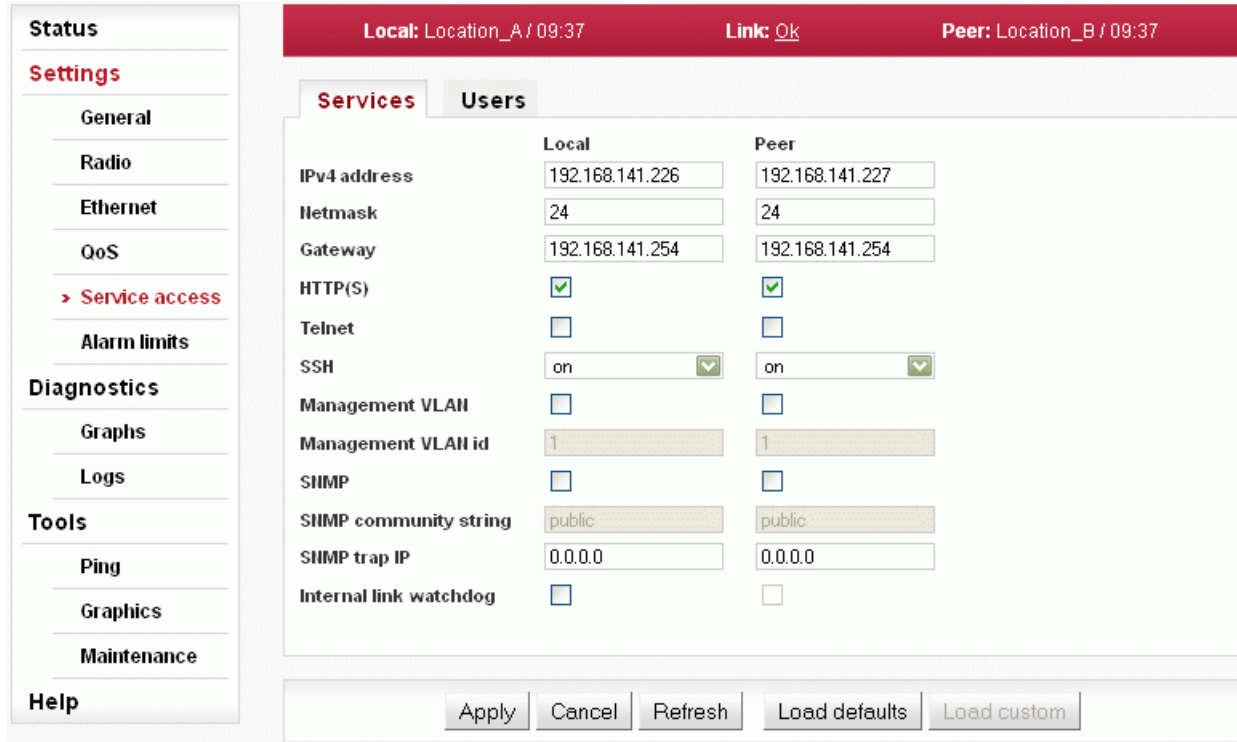 Status
Settings
General
Radio
Ethernet
QoS
> Service access
Alarm limits
Diagnostics
Graphs
Logs
Tools
Ping
Graphics
Maintenance
Help
Local: Location_A / 09:37 Link: Ok Peer: Location_B / 09:37
Services Users
Local Peer
IPv4 address 192.168.141.226 192.168.141.227
Netmask 24 24
Gateway 192.168.141.254 192.168.141.254
HTTP(S)
Telnet
SSH on on
Management VLAN
Management VLAN id 1 1
SNMP
SNMP community string public public
SNMP trap IP 0.0.0.0 0.0.0.0
Internal link watchdog
Apply Cancel Refresh Load defaults Load custom